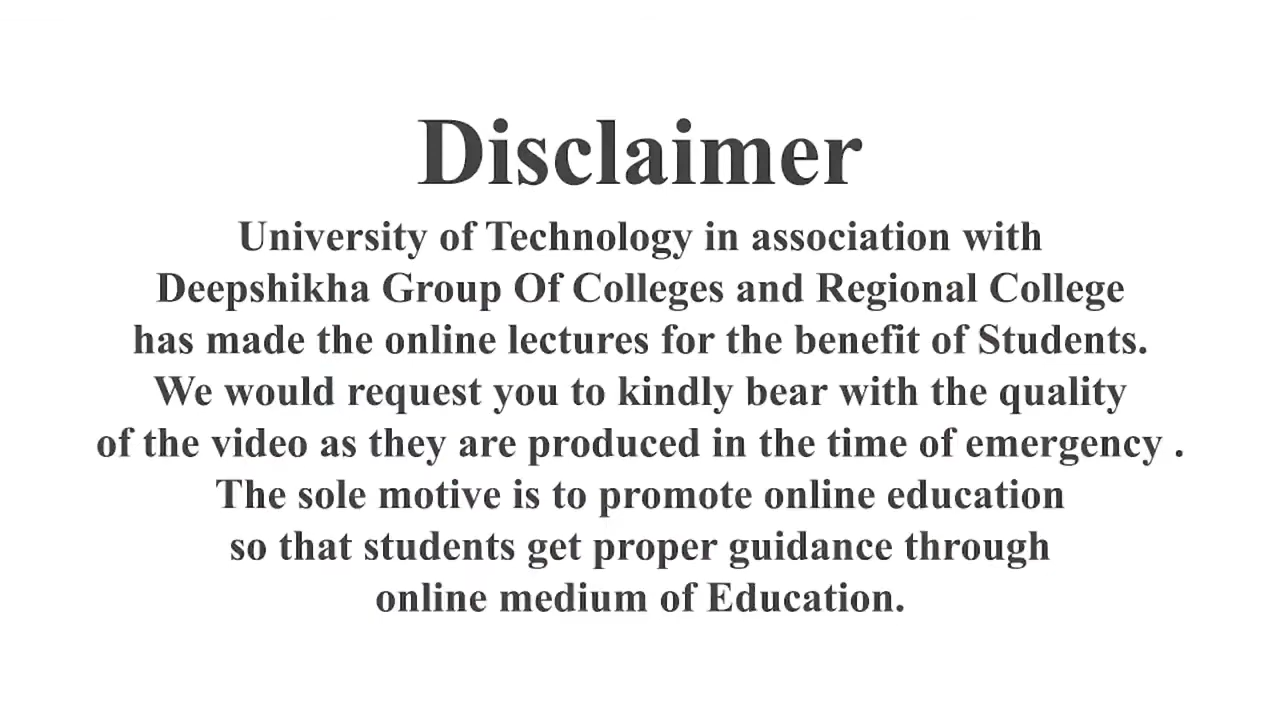 Disclaimer
University of Technology in association with
Deepshikha Group Of Colleges and Regional College
has made the online lectures for the benefit of Students.
We would request you to kindly bear with the quality
of the video as they are produced in the time of emergency .
The sole motive is to promote online education
so that students get proper guidance through
online medium of Education.